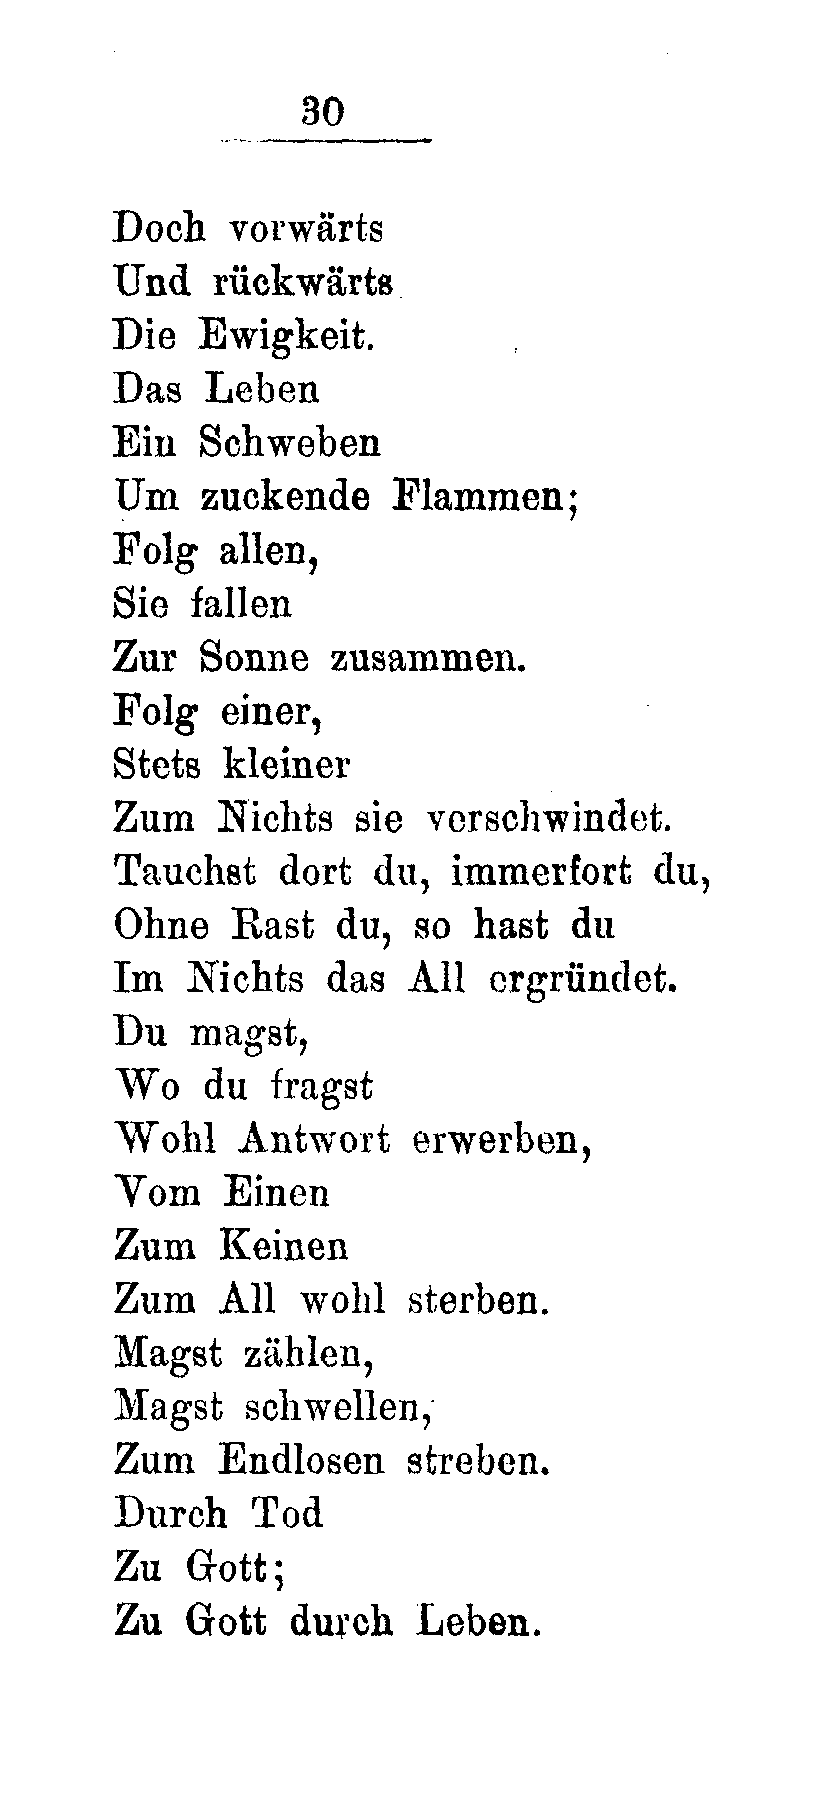 30
Doch vorwärts
Und rückwärts
Die Ewigkeit.
Das Leben
Ein Schweben
Um zuckende Flammen;
Folg allen,
Sie fallen
Zur Sonne zusammen.
Folg einer,
Stets kleiner
Zum Nichts sie verschwindet.
Tauchst dort du, immerfort du,
Ohne Rast du, so hast du
Im Nichts das All ergründet.
Du magst,
Wo du fragst
Wohl Antwort erwerben,
Vom Einen
Zum Keinen
Zum All wohl sterben.
Magst zählen,
Magst schwellen,
Zum Endlosen streben.
Durch Tod
Zu Gott;
Zu Gott durch Leben.